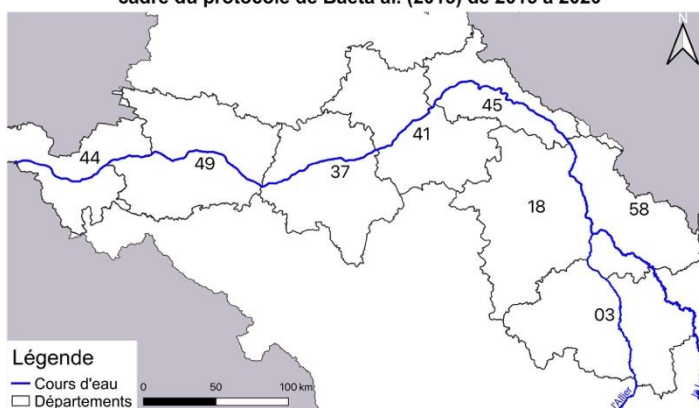 cadre du protocole de Baeta al. (2015) de 2015 à 2020
N
45
41
44
49
37
18
58
03
Légende
Cours d'eau
Départements
0 50 100 km
l'Allier